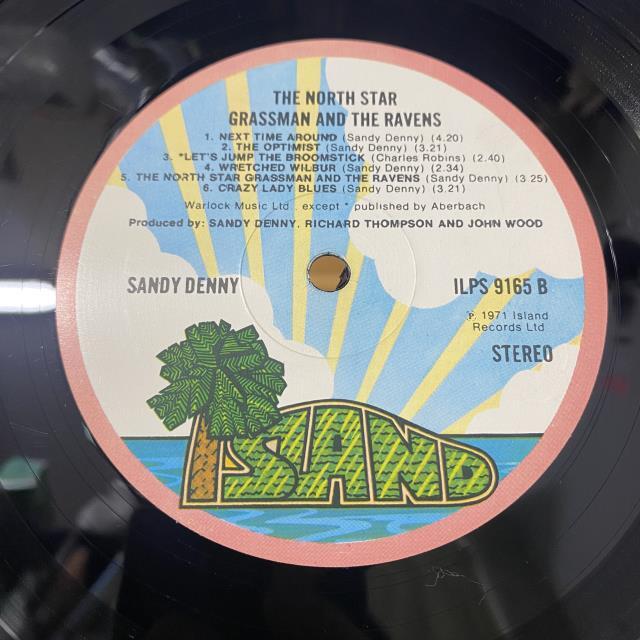 THE NORTH STAR
GRASSMAN AND THE RAVENS
1. NEXT TIME AROUND (Sandy Denny) (4.20)
2. THE OPTIMIST (Sandy Denny) (3.21)
3. *LET'S JUMP THE BROOMSTICK (Charles Robins) (2.40)
4. WRETCHED WILBUR (Sandy Denny) (2.34)
5. THE NORTH STAR GRASSMAN AND THE RAVENS (Sandy Denny) (3 25)
6. CRAZY LADY BLUES (Sandy Denny) (3.21)
Warlock Music Ltd. except * published by Aberbach
Produced by: SANDY DENNY, RICHARD THOMPSON AND JOHN WOOD
SANDY DENNY
ILPS 9165 B
℗ 1971 Island
Records Ltd
STEREO
ISLAND